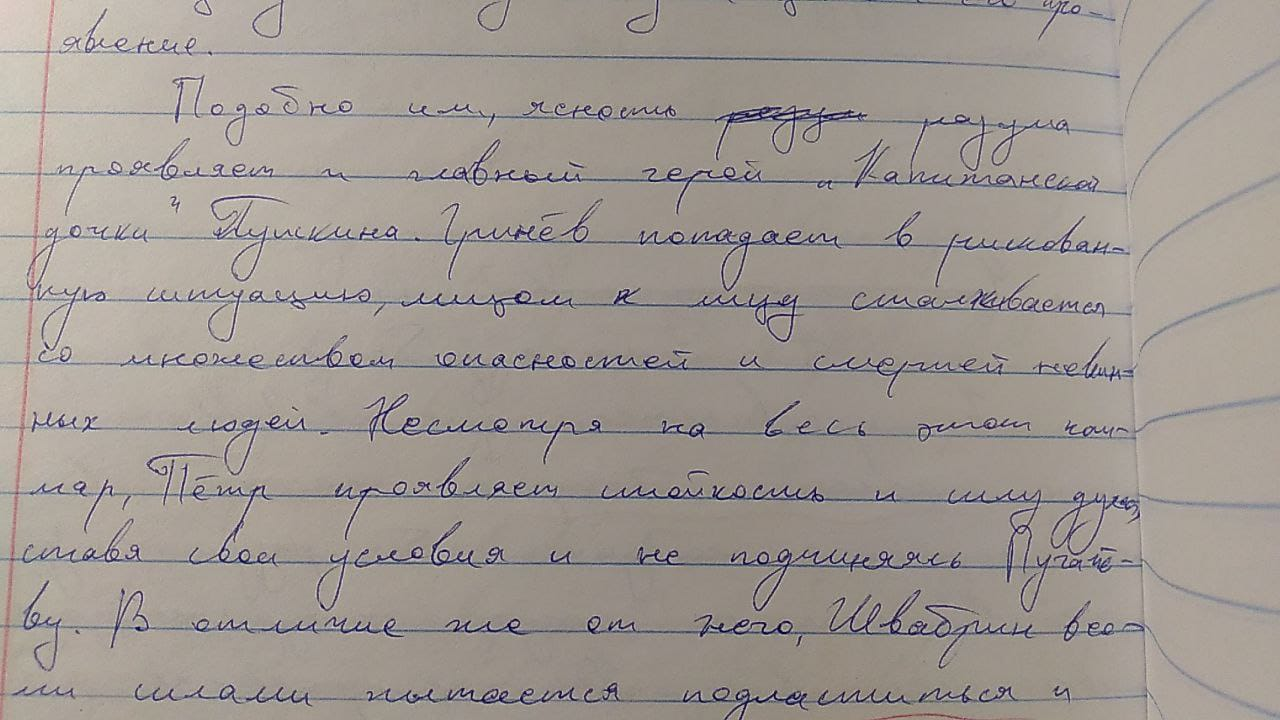 про-
явление.
Подобно им, ясность разума
проявляет и главный герой „Капитанской
дочки" Пушкина. Гринёв попадает в рискован-
ную ситуацию, лицом к лицу сталкивается
со множеством опасностей и смертей невин-
ных людей. Несмотря на весь этот кош-
мар, Пётр проявляет стойкость и силу духа,
ставя свои условия и не подчиняясь Пугачё-
ву. В отличие же от него, Швабрин все-
ми силами пытается подластиться и